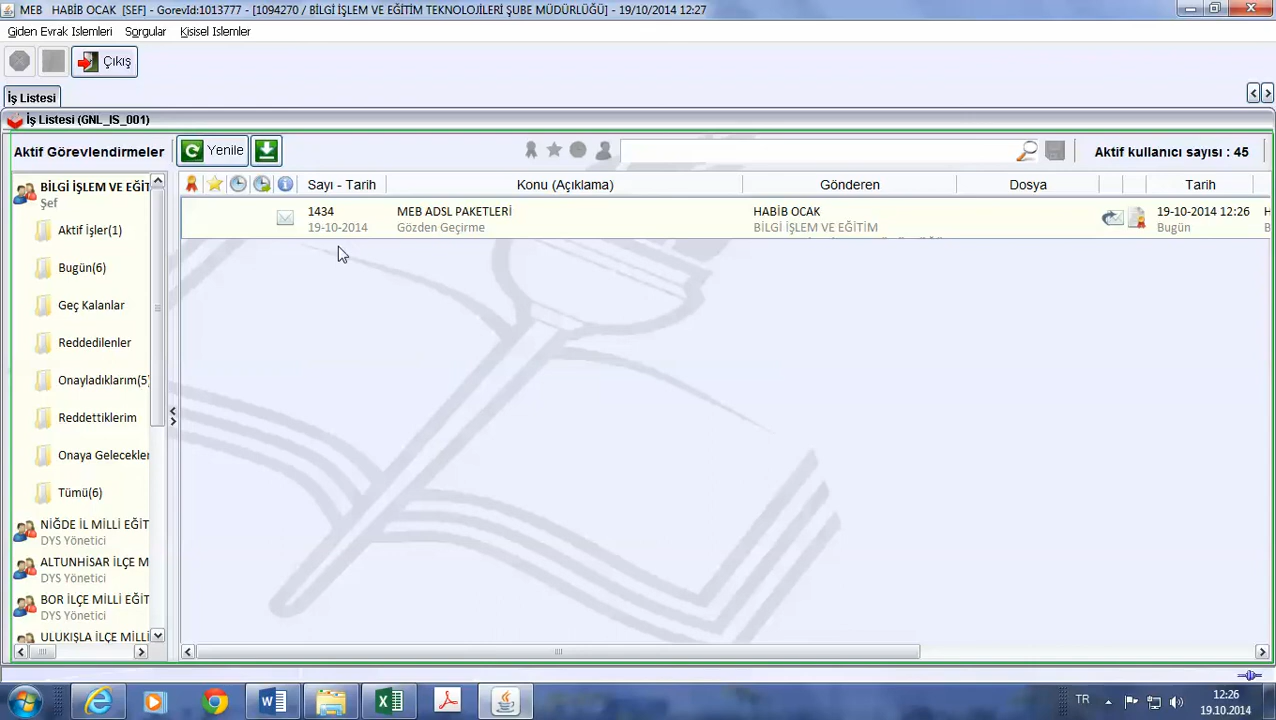 MEB HABİB OCAK [SEF] - GorevId:1013777 - [1094270 / BİLGİ İŞLEM VE EĞİTİM TEKNOLOJİLERİ ŞUBE MÜDÜRLÜĞÜ] - 19/10/2014 12:27
Giden Evrak Islemleri Sorgular Kisisel Islemler
Çıkış
İş Listesi
İş Listesi (GNL_IS_001)
Aktif Görevlendirmeler Yenile Aktif kullanıcı sayısı : 45
BİLGİ İŞLEM VE EĞİT
Şef
Aktif İşler(1)
Bugün(6)
Geç Kalanlar
Reddedilenler
Onayladıklarım(5)
Reddettiklerim
Onaya Gelecekler
Tümü(6)
NİĞDE İL MİLLİ EĞİT
DYS Yönetici
ALTUNHİSAR İLÇE M
DYS Yönetici
BOR İLÇE MİLLİ EĞİT
DYS Yönetici
ULUKIŞLA İLÇE MİLLİ
Sayı - Tarih Konu (Açıklama) Gönderen Dosya Tarih
1434 MEB ADSL PAKETLERİ HABİB OCAK 19-10-2014 12:26 H
19-10-2014 Gözden Geçirme BİLGİ İŞLEM VE EĞİTİM Bugün B
TR 12:26
19.10.2014